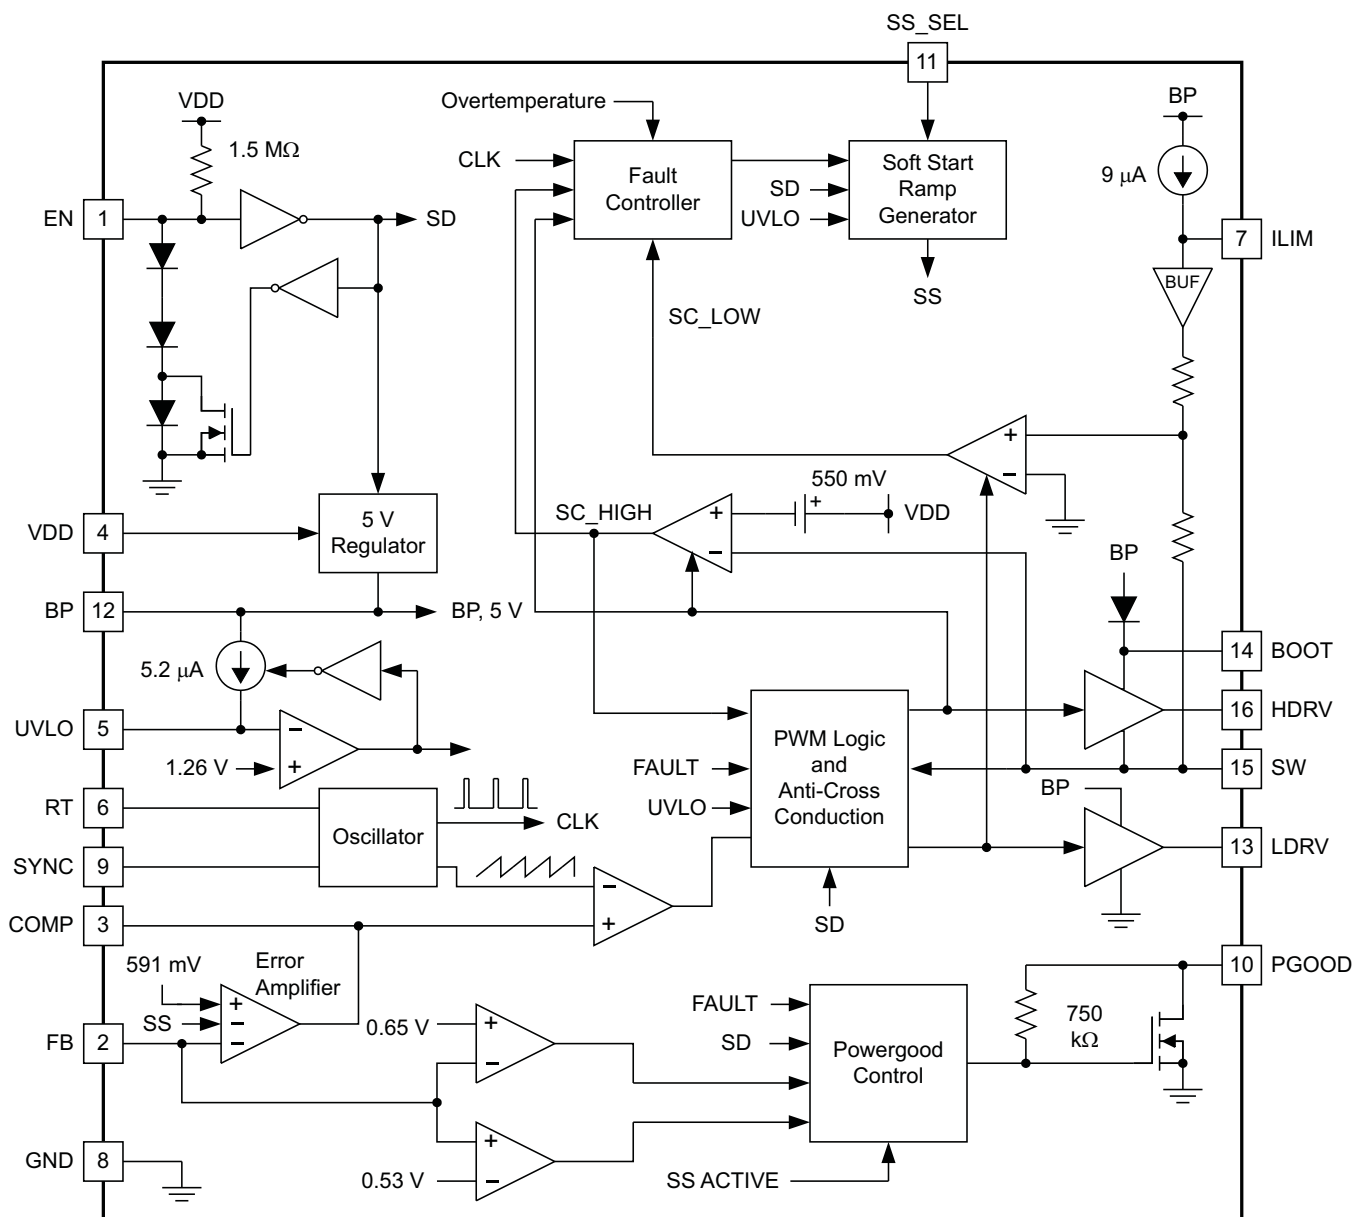 SS_SEL
11
VDD
Overtemperature
BP
1.5 MΩ
CLK
Fault
Controller
Soft Start
Ramp
Generator
SD
UVLO
9 μA
EN
1
SD
7
ILIM
BUF
SS
SC_LOW
+
−
550 mV
+
VDD
4
5 V
Regulator
SC_HIGH
+
−
VDD
BP
BP
12
BP, 5 V
14
BOOT
5.2 μA
UVLO
5
−
+
1.26 V
PWM Logic
and
Anti-Cross
Conduction
16
HDRV
FAULT
15
SW
UVLO
BP
RT
6
Oscillator
CLK
13
LDRV
SYNC
9
−
+
SD
COMP
3
591 mV
Error
Amplifier
+
−
−
SS
FB
2
0.65 V
+
−
FAULT
SD
Powergood
Control
750
kΩ
10
PGOOD
+
−
0.53 V
GND
8
SS ACTIVE